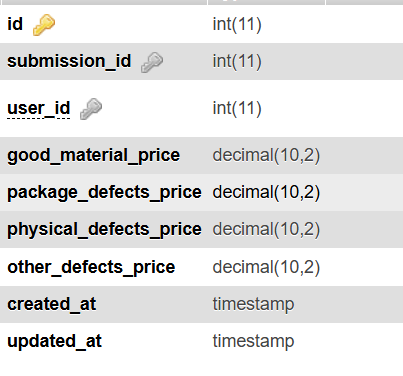 id int(11)
submission_id int(11)
user_id int(11)
good_material_price decimal(10,2)
package_defects_price decimal(10,2)
physical_defects_price decimal(10,2)
other_defects_price decimal(10,2)
created_at timestamp
updated_at timestamp